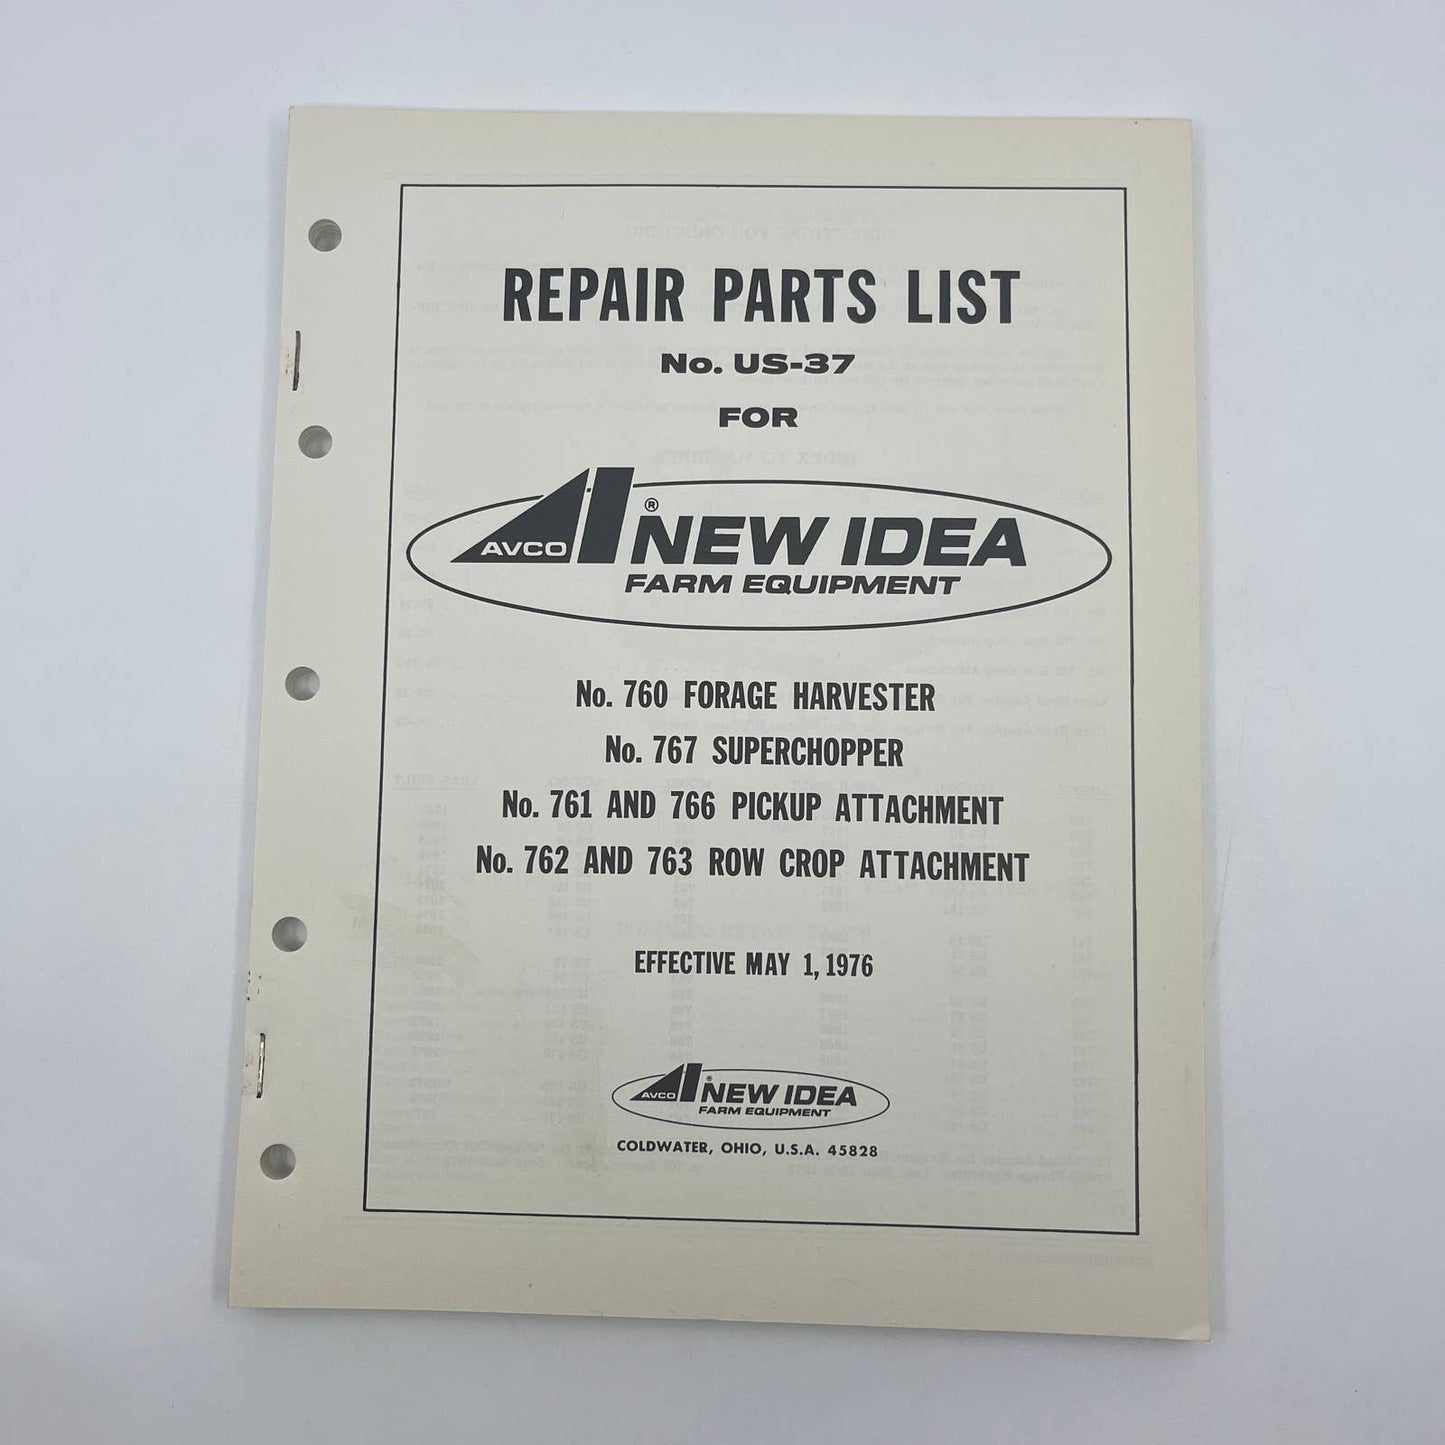 REPAIR PARTS LIST
No. US-37
FOR
AVCO
® NEW IDEA
FARM EQUIPMENT
No. 760 FORAGE HARVESTER
No. 767 SUPERCHOPPER
No. 761 AND 766 PICKUP ATTACHMENT
No. 762 AND 763 ROW CROP ATTACHMENT
EFFECTIVE MAY 1, 1976
AVCO
® NEW IDEA
FARM EQUIPMENT
COLDWATER, OHIO, U.S.A. 45828